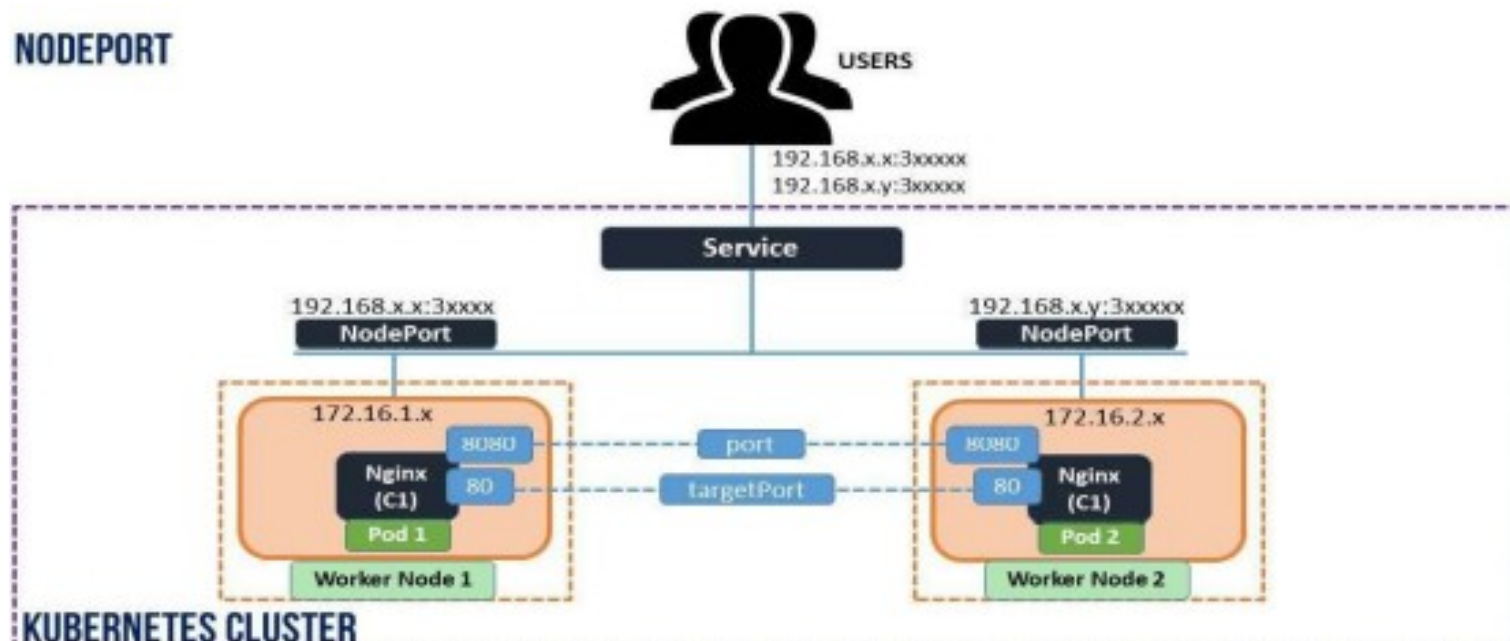 NODEPORT
USERS
192.168.x.x:3xxxxx
192.168.x.y:3xxxxx
Service
192.168.x.x:3xxxx
NodePort
192.168.x.y:3xxxxx
NodePort
172.16.1.x
8080
Nginx
(C1)
80
Pod 1
Worker Node 1
port
targetPort
172.16.2.x
8080
80
Nginx
(C1)
Pod 2
Worker Node 2
KUBERNETES CLUSTER